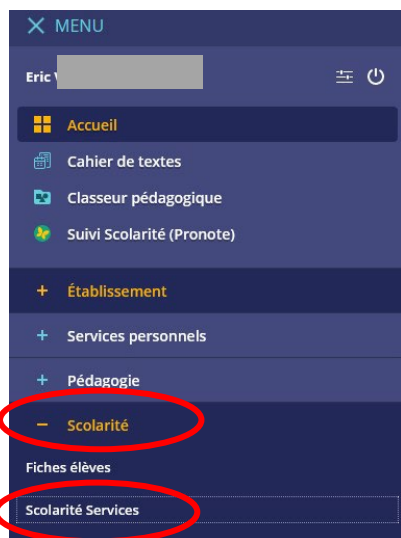 MENU
Eric
Accueil
Cahier de textes
Classeur pédagogique
Suivi Scolarité (Pronote)
+ Établissement
+ Services personnels
+ Pédagogie
− Scolarité
Fiches élèves
Scolarité Services